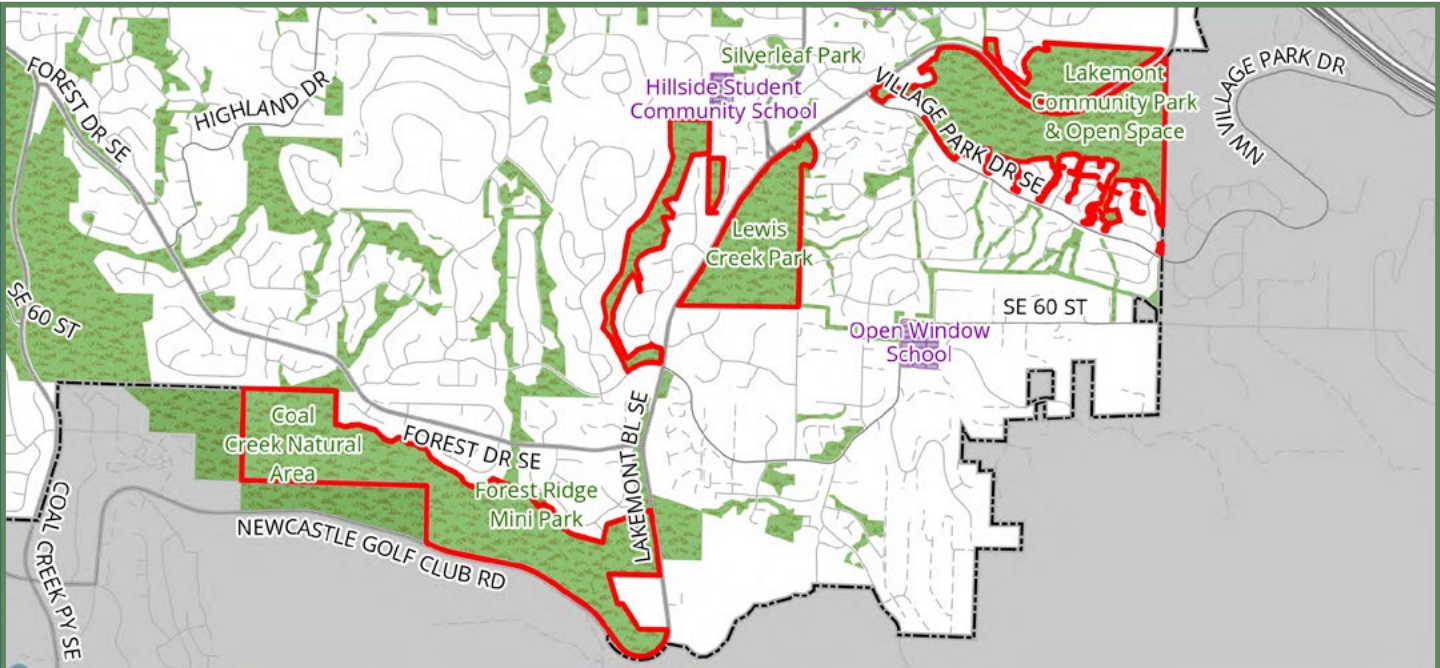 Silverleaf Park
Hillside Student
Community School
FOREST DR SE
HIGHLAND DR
VILLAGE PARK DR SE
Lakemont
Community Park
& Open Space
NW VILLAGE PARK DR
Lewis
Creek Park
SE 60 ST
SE 60 ST
Open Window
School
Coal
Creek Natural
Area
FOREST DR SE
LAKEMONT BL SE
Forest Ridge
Mini Park
NEWCASTLE GOLF CLUB RD
COAL CREEK PY SE